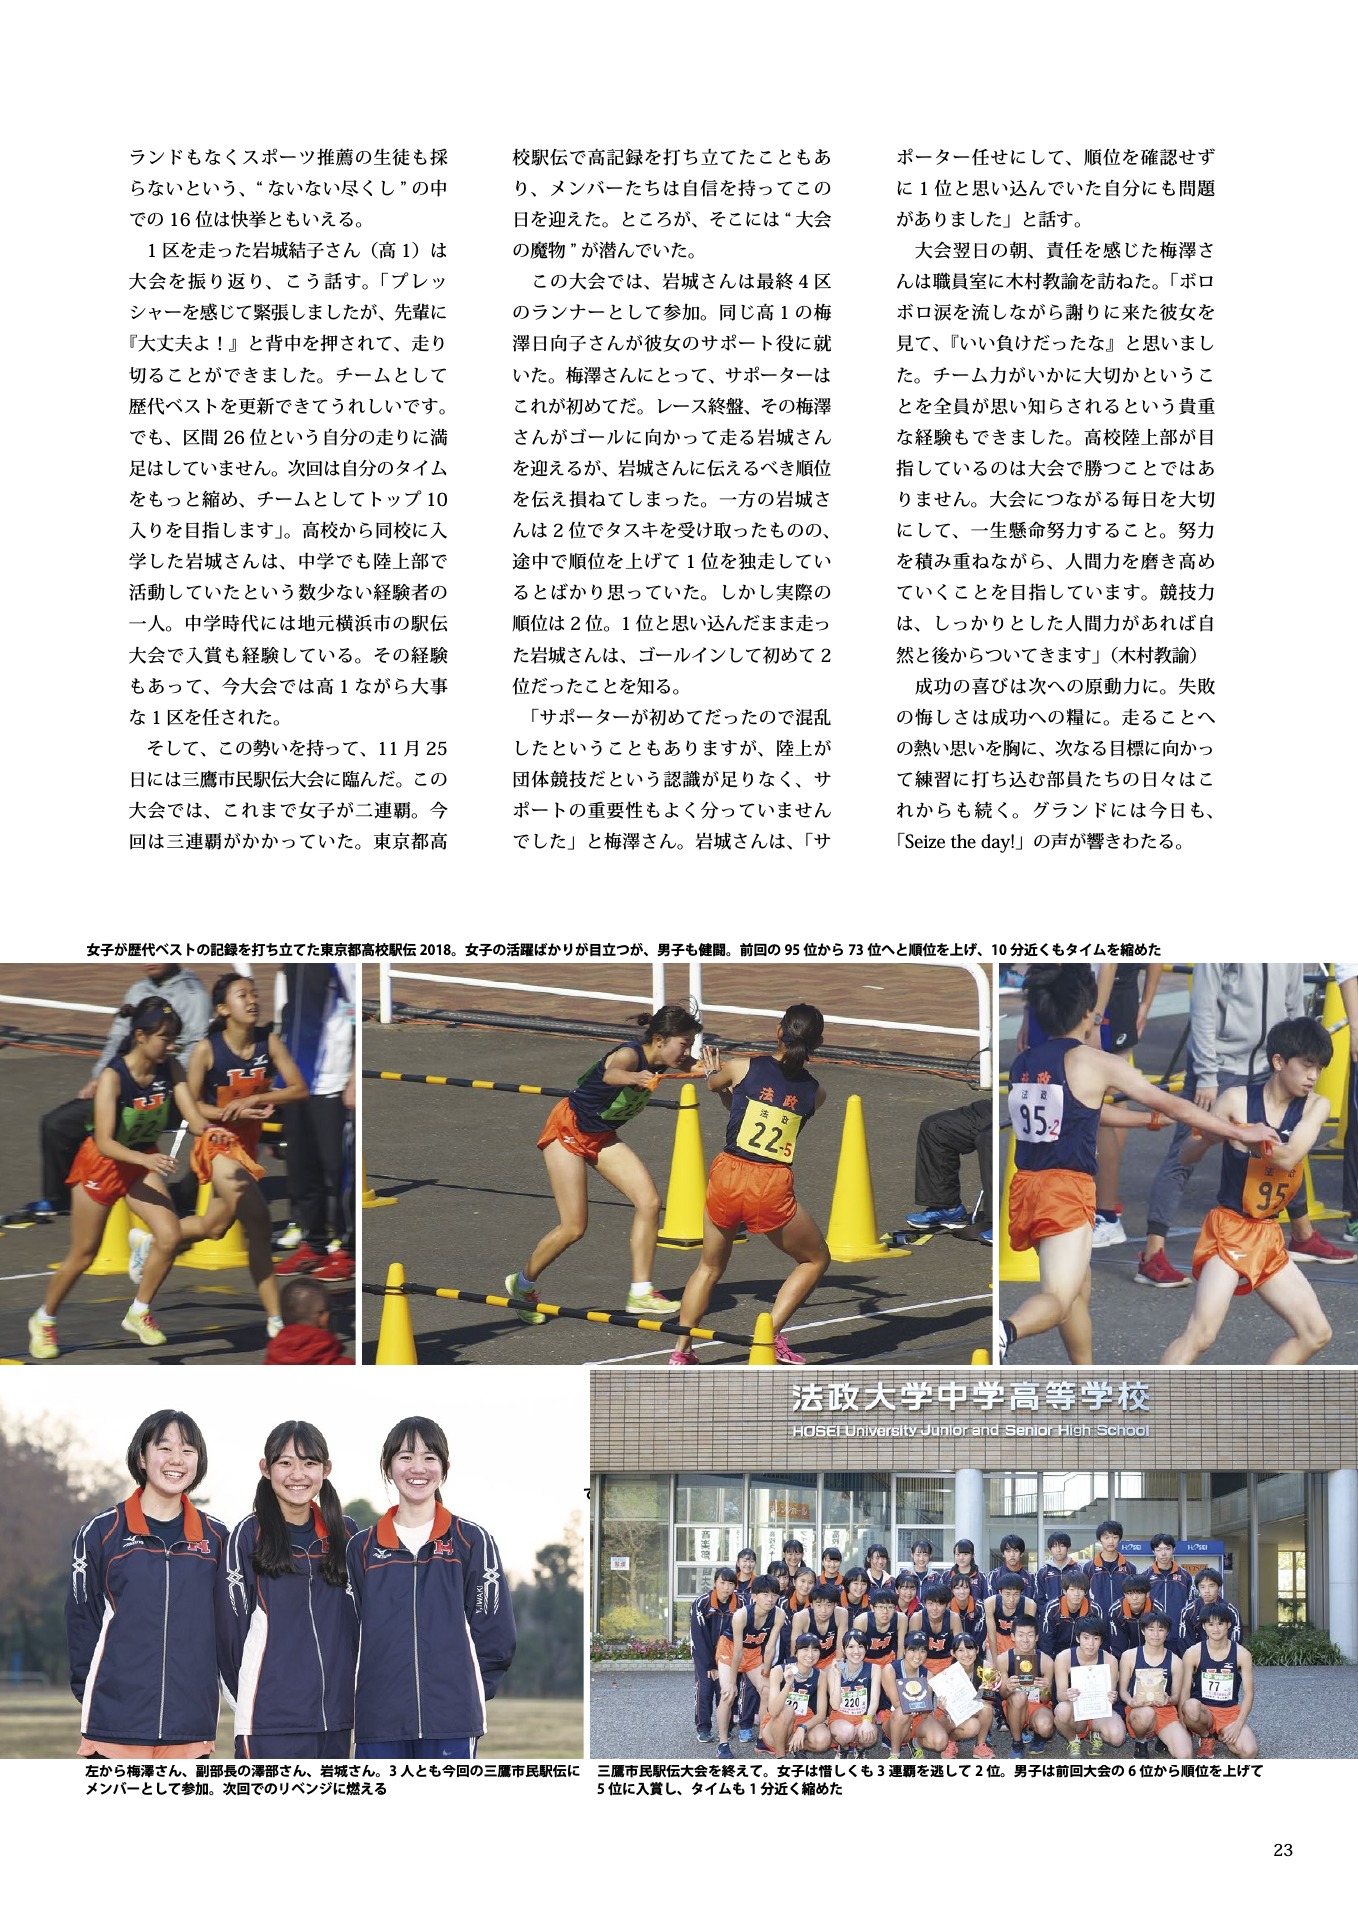 ランドもなくスポーツ推薦の生徒も採
らないという、“ ないない尽くし ” の中
での 16 位は快挙ともいえる。
1 区を走った岩城結子さん（高 1）は
大会を振り返り、こう話す。「プレッ
シャーを感じて緊張しましたが、先輩に
『大丈夫よ！』と背中を押されて、走り
切ることができました。チームとして
歴代ベストを更新できてうれしいです。
でも、区間 26 位という自分の走りに満
足はしていません。次回は自分のタイム
をもっと縮め、チームとしてトップ 10
入りを目指します」。高校から同校に入
学した岩城さんは、中学でも陸上部で
活動していたという数少ない経験者の
一人。中学時代には地元横浜市の駅伝
大会で入賞も経験している。その経験
もあって、今大会では高 1 ながら大事
な 1 区を任された。
そして、この勢いを持って、11 月 25
日には三鷹市民駅伝大会に臨んだ。この
大会では、これまで女子が二連覇。今
回は三連覇がかかっていた。東京都高
校駅伝で高記録を打ち立てたこともあ
り、メンバーたちは自信を持ってこの
日を迎えた。ところが、そこには “ 大会
の魔物 ” が潜んでいた。
この大会では、岩城さんは最終 4 区
のランナーとして参加。同じ高 1 の梅
澤日向子さんが彼女のサポート役に就
いた。梅澤さんにとって、サポーターは
これが初めてだ。レース終盤、その梅澤
さんがゴールに向かって走る岩城さん
を迎えるが、岩城さんに伝えるべき順位
を伝え損ねてしまった。一方の岩城さ
んは 2 位でタスキを受け取ったものの、
途中で順位を上げて 1 位を独走してい
るとばかり思っていた。しかし実際の
順位は 2 位。1 位と思い込んだまま走っ
た岩城さんは、ゴールインして初めて 2
位だったことを知る。
「サポーターが初めてだったので混乱
したということもありますが、陸上が
団体競技だという認識が足りなく、サ
ポートの重要性もよく分っていません
でした」と梅澤さん。岩城さんは、「サ
ポーター任せにして、順位を確認せず
に 1 位と思い込んでいた自分にも問題
がありました」と話す。
大会翌日の朝、責任を感じた梅澤さ
んは職員室に木村教諭を訪ねた。「ボロ
ボロ涙を流しながら謝りに来た彼女を
見て、『いい負けだったな』と思いまし
た。チーム力がいかに大切かというこ
とを全員が思い知らされるという貴重
な経験もできました。高校陸上部が目
指しているのは大会で勝つことではあ
りません。大会につながる毎日を大切
にして、一生懸命努力すること。努力
を積み重ねながら、人間力を磨き高め
ていくことを目指しています。競技力
は、しっかりとした人間力があれば自
然と後からついてきます」（木村教諭）
成功の喜びは次への原動力に。失敗
の悔しさは成功への糧に。走ることへ
の熱い思いを胸に、次なる目標に向かっ
て練習に打ち込む部員たちの日々はこ
れからも続く。グランドには今日も、
「Seize the day!」の声が響きわたる。
女子が歴代ベストの記録を打ち立てた東京都高校駅伝 2018。女子の活躍ばかりが目立つが、男子も健闘。前回の 95 位から 73 位へと順位を上げ、10 分近くもタイムを縮めた
H
22
H
22
法政
法政
22-5
法政
法政
95-2
法政
95
H
H
H
法政大学中学高等学校
HOSEI University Junior and Senior High School
220
77
左から梅澤さん、副部長の澤部さん、岩城さん。3 人とも今回の三鷹市民駅伝に
メンバーとして参加。次回でのリベンジに燃える
三鷹市民駅伝大会を終えて。女子は惜しくも 3 連覇を逃して 2 位。男子は前回大会の 6 位から順位を上げて
5 位に入賞し、タイムも 1 分近く縮めた
23